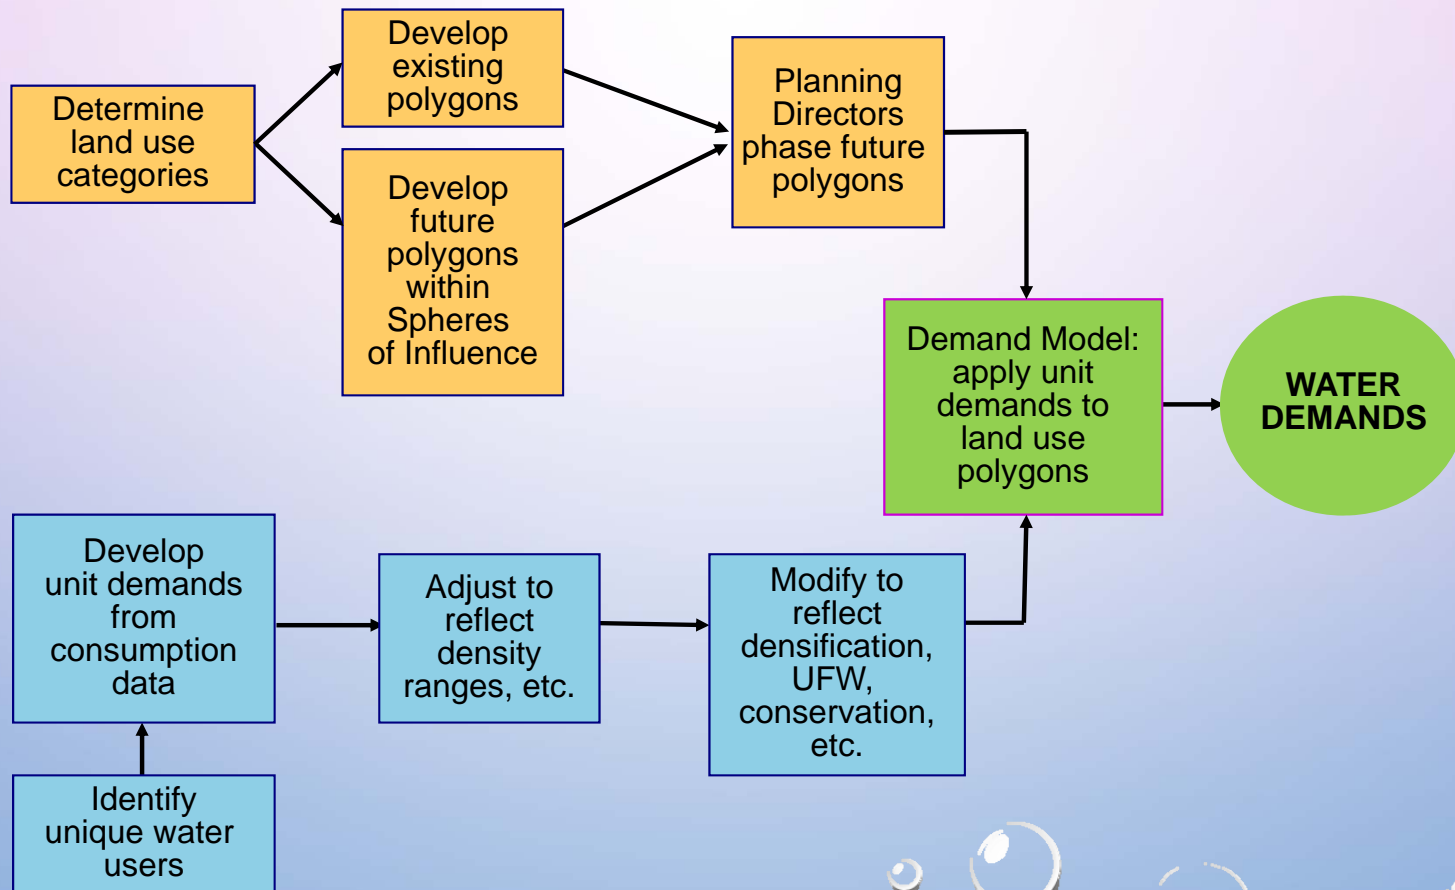 Determine
land use
categories
Develop
existing
polygons
Develop
future
polygons
within
Spheres
of Influence
Planning
Directors
phase future
polygons
Demand Model:
apply unit
demands to
land use
polygons
WATER
DEMANDS
Develop
unit demands
from
consumption
data
Adjust to
reflect
density
ranges, etc.
Modify to
reflect
densification,
UFW,
conservation,
etc.
Identify
unique water
users